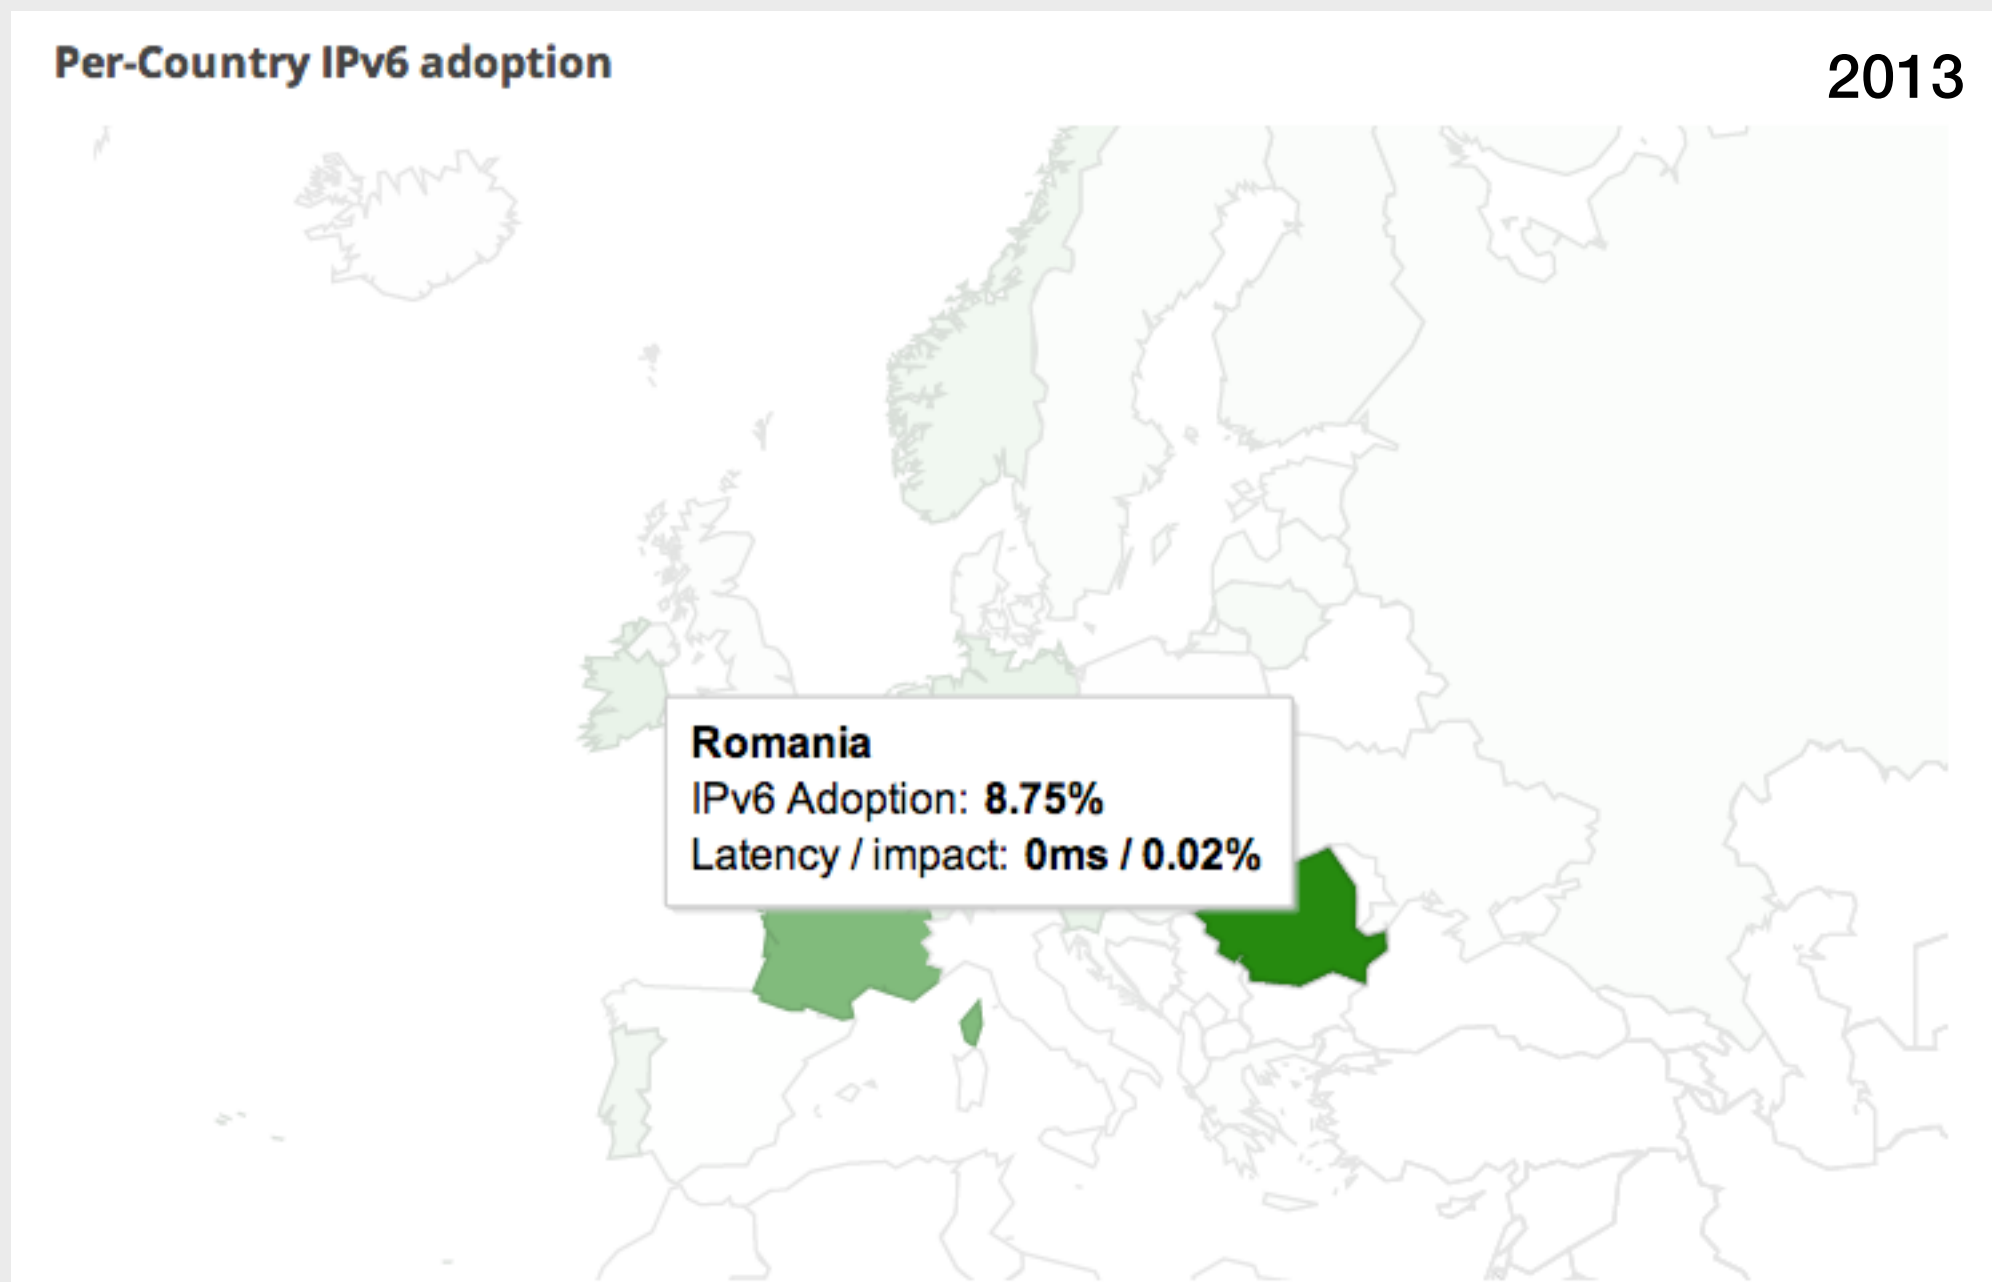 Per-Country IPv6 adoption
2013
Romania
IPv6 Adoption: 8.75%
Latency / impact: 0ms / 0.02%